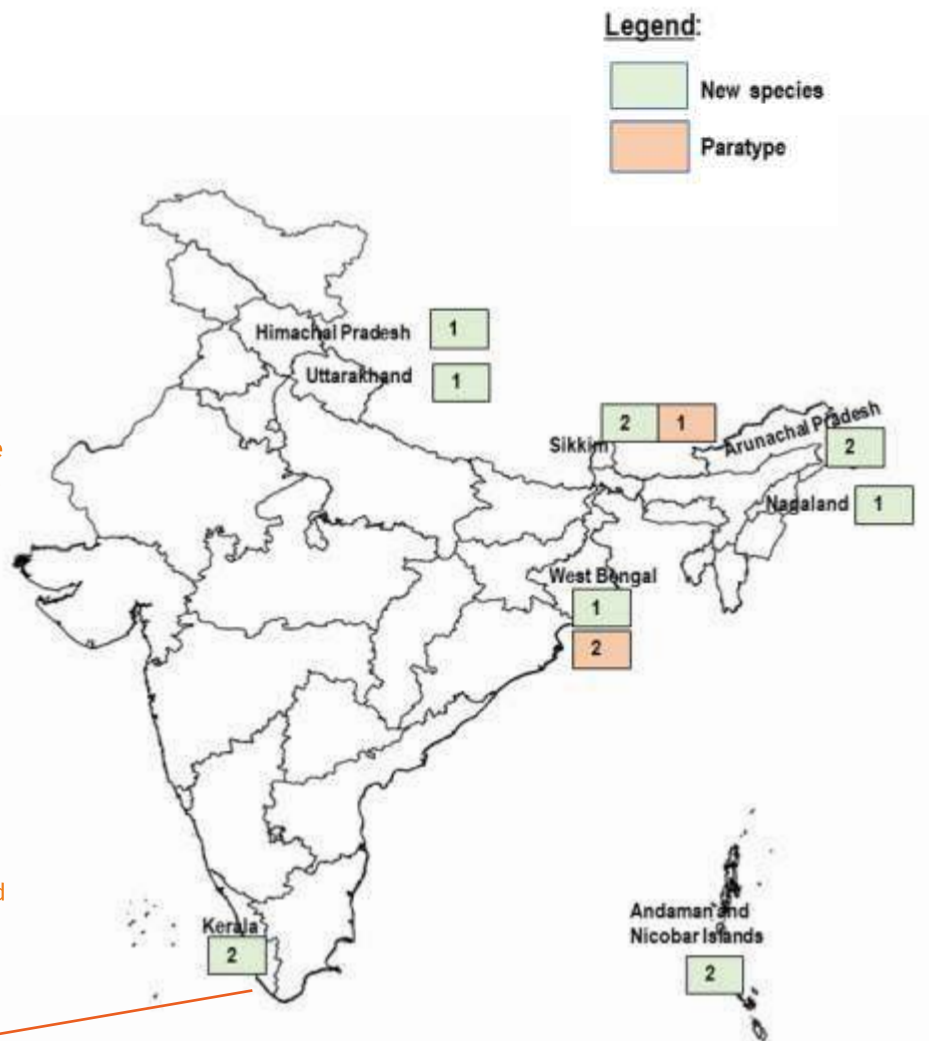 Legend:
New species
Paratype
Himachal Pradesh 1
Uttarakhand 1
2 1
Sikkim
Arunachal Pradesh
2
Nagaland 1
West Bengal
1
2
Kerala
2
Andaman and
Nicobar Islands
2